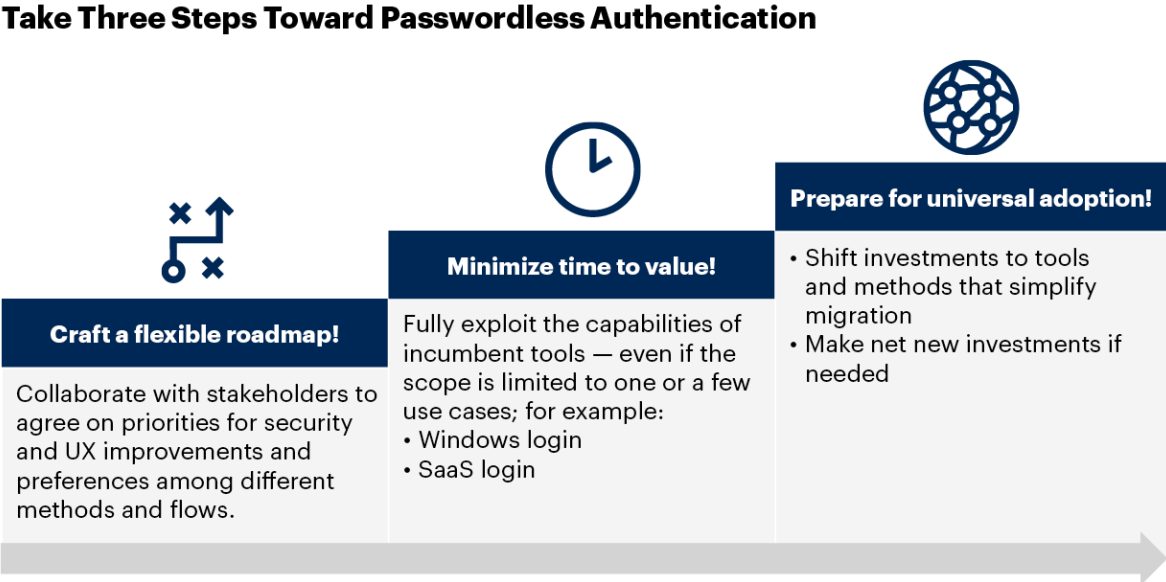 Take Three Steps Toward Passwordless Authentication
Craft a flexible roadmap!
Collaborate with stakeholders to
agree on priorities for security
and UX improvements and
preferences among different
methods and flows.
Minimize time to value!
Fully exploit the capabilities of
incumbent tools — even if the
scope is limited to one or a few
use cases; for example:
• Windows login
• SaaS login
Prepare for universal adoption!
• Shift investments to tools
and methods that simplify
migration
• Make net new investments if
needed